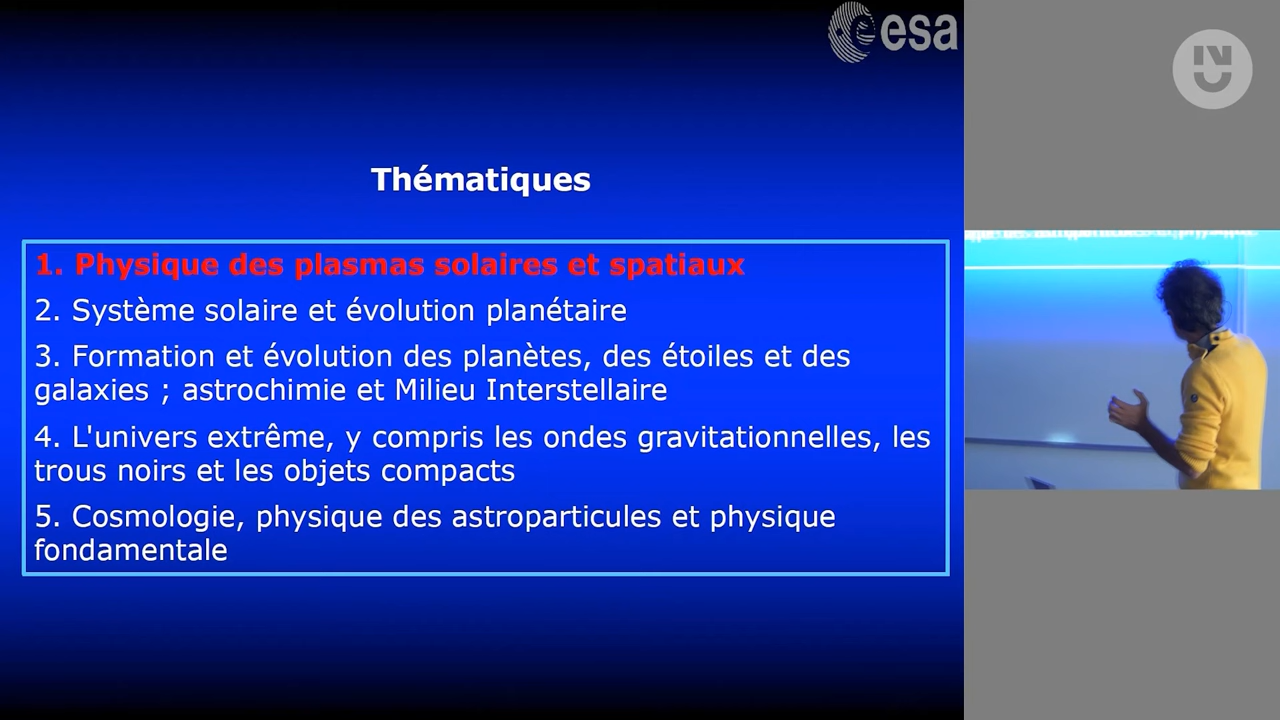 esa
Thématiques
1. Physique des plasmas solaires et spatiaux
2. Système solaire et évolution planétaire
3. Formation et évolution des planètes, des étoiles et des
galaxies ; astrochimie et Milieu Interstellaire
4. L'univers extrême, y compris les ondes gravitationnelles, les
trous noirs et les objets compacts
5. Cosmologie, physique des astroparticules et physique
fondamentale